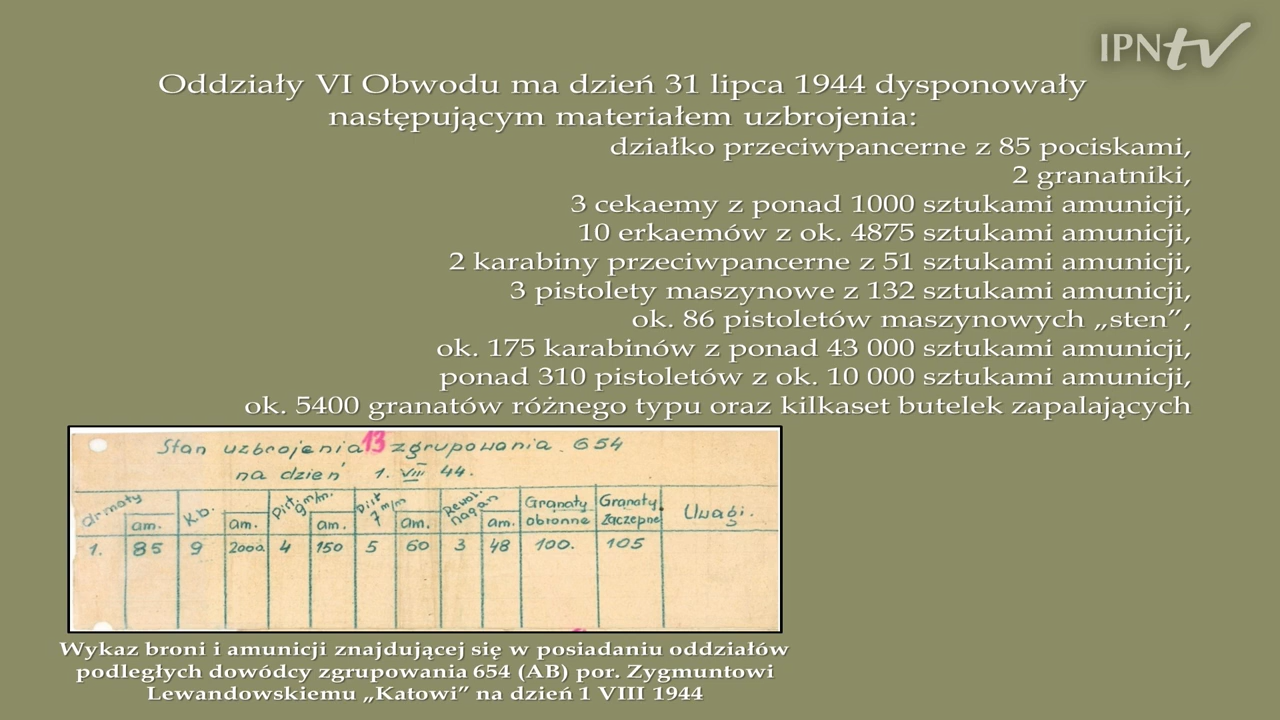 IPNtv
Oddziały VI Obwodu ma dzień 31 lipca 1944 dysponowały
następującym materiałem uzbrojenia:
działko przeciwpancerne z 85 pociskami,
2 granatniki,
3 cekaemy z ponad 1000 sztukami amunicji,
10 erkaemów z ok. 4875 sztukami amunicji,
2 karabiny przeciwpancerne z 51 sztukami amunicji,
3 pistolety maszynowe z 132 sztukami amunicji,
ok. 86 pistoletów maszynowych „sten”,
ok. 175 karabinów z ponad 43 000 sztukami amunicji,
ponad 310 pistoletów z ok. 10 000 sztukami amunicji,
ok. 5400 granatów różnego typu oraz kilkaset butelek zapalających
Stan uzbrojenia 13 zgrupowania. 654
na dzień 1. VIII 44.
armaty am. K.b. am. Pist. 9 m/m. am. Pist 7 m/m am. Rewol. nagan am. Granaty obronne Granaty zaczepne Uwagi.
1. 85 9 2000 4 150 5 60 3 48 100. 105
Wykaz broni i amunicji znajdującej się w posiadaniu oddziałów
podległych dowódcy zgrupowania 654 (AB) por. Zygmuntowi
Lewandowskiemu „Katowi” na dzień 1 VIII 1944